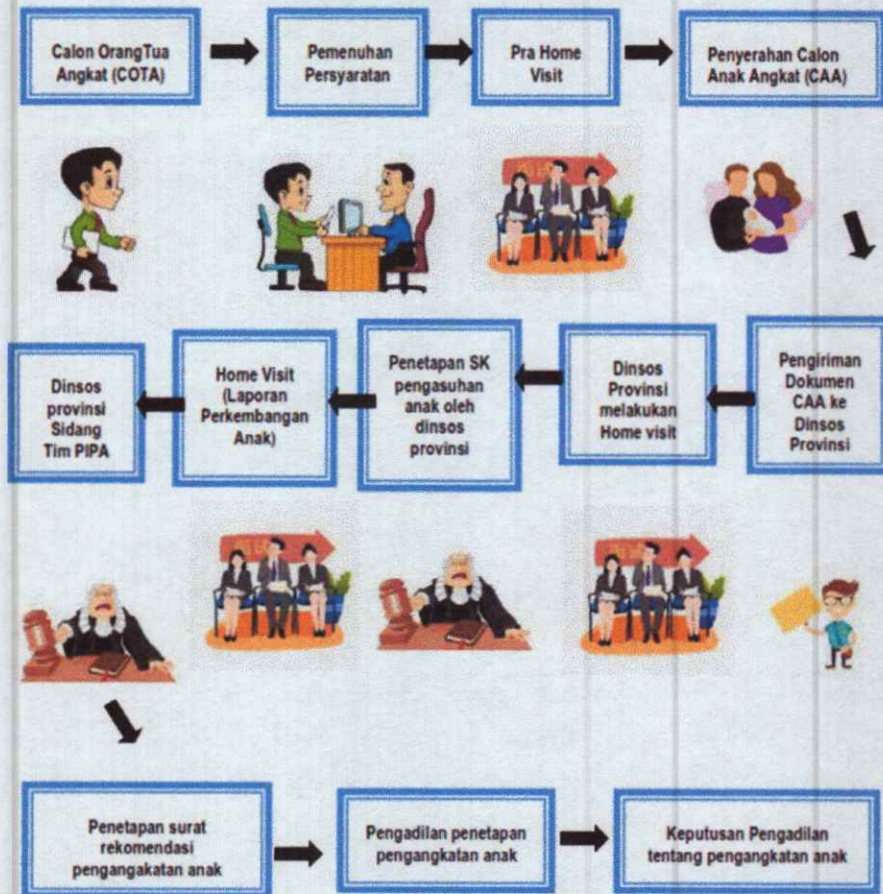 Calon OrangTua
Angkat (COTA)
Pemenuhan
Persyaratan
Pra Home
Visit
Penyerahan Calon
Anak Angkat (CAA)
Pengiriman
Dokumen
CAA ke
Dinsos
Provinsi
Dinsos
Provinsi
melakukan
Home visit
Penetapan SK
pengasuhan
anak oleh
dinsos
provinsi
Home Visit
(Laporan
Perkembangan
Anak)
Dinsos
provinsi
Sidang
Tim PIPA
Penetapan surat
rekomendasi
pengangakatan anak
Pengadilan penetapan
pengangkatan anak
Keputusan Pengadilan
tentang pengangkatan anak